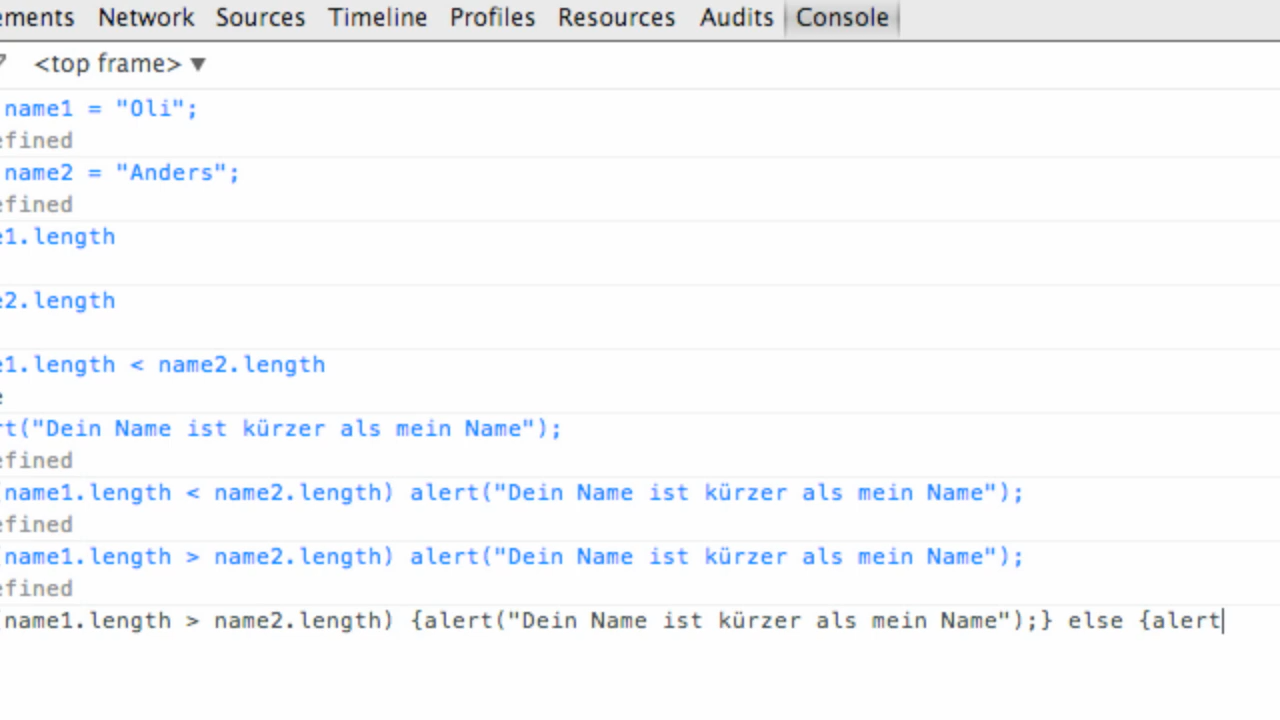 ements Network Sources Timeline Profiles Resources Audits Console
<top frame> ▼
name1 = "Oli";
efined
name2 = "Anders";
efined
e1.length
e2.length
e1.length < name2.length
e
rt("Dein Name ist kürzer als mein Name");
efined
(name1.length < name2.length) alert("Dein Name ist kürzer als mein Name");
efined
(name1.length > name2.length) alert("Dein Name ist kürzer als mein Name");
efined
(name1.length > name2.length) {alert("Dein Name ist kürzer als mein Name");} else {alert